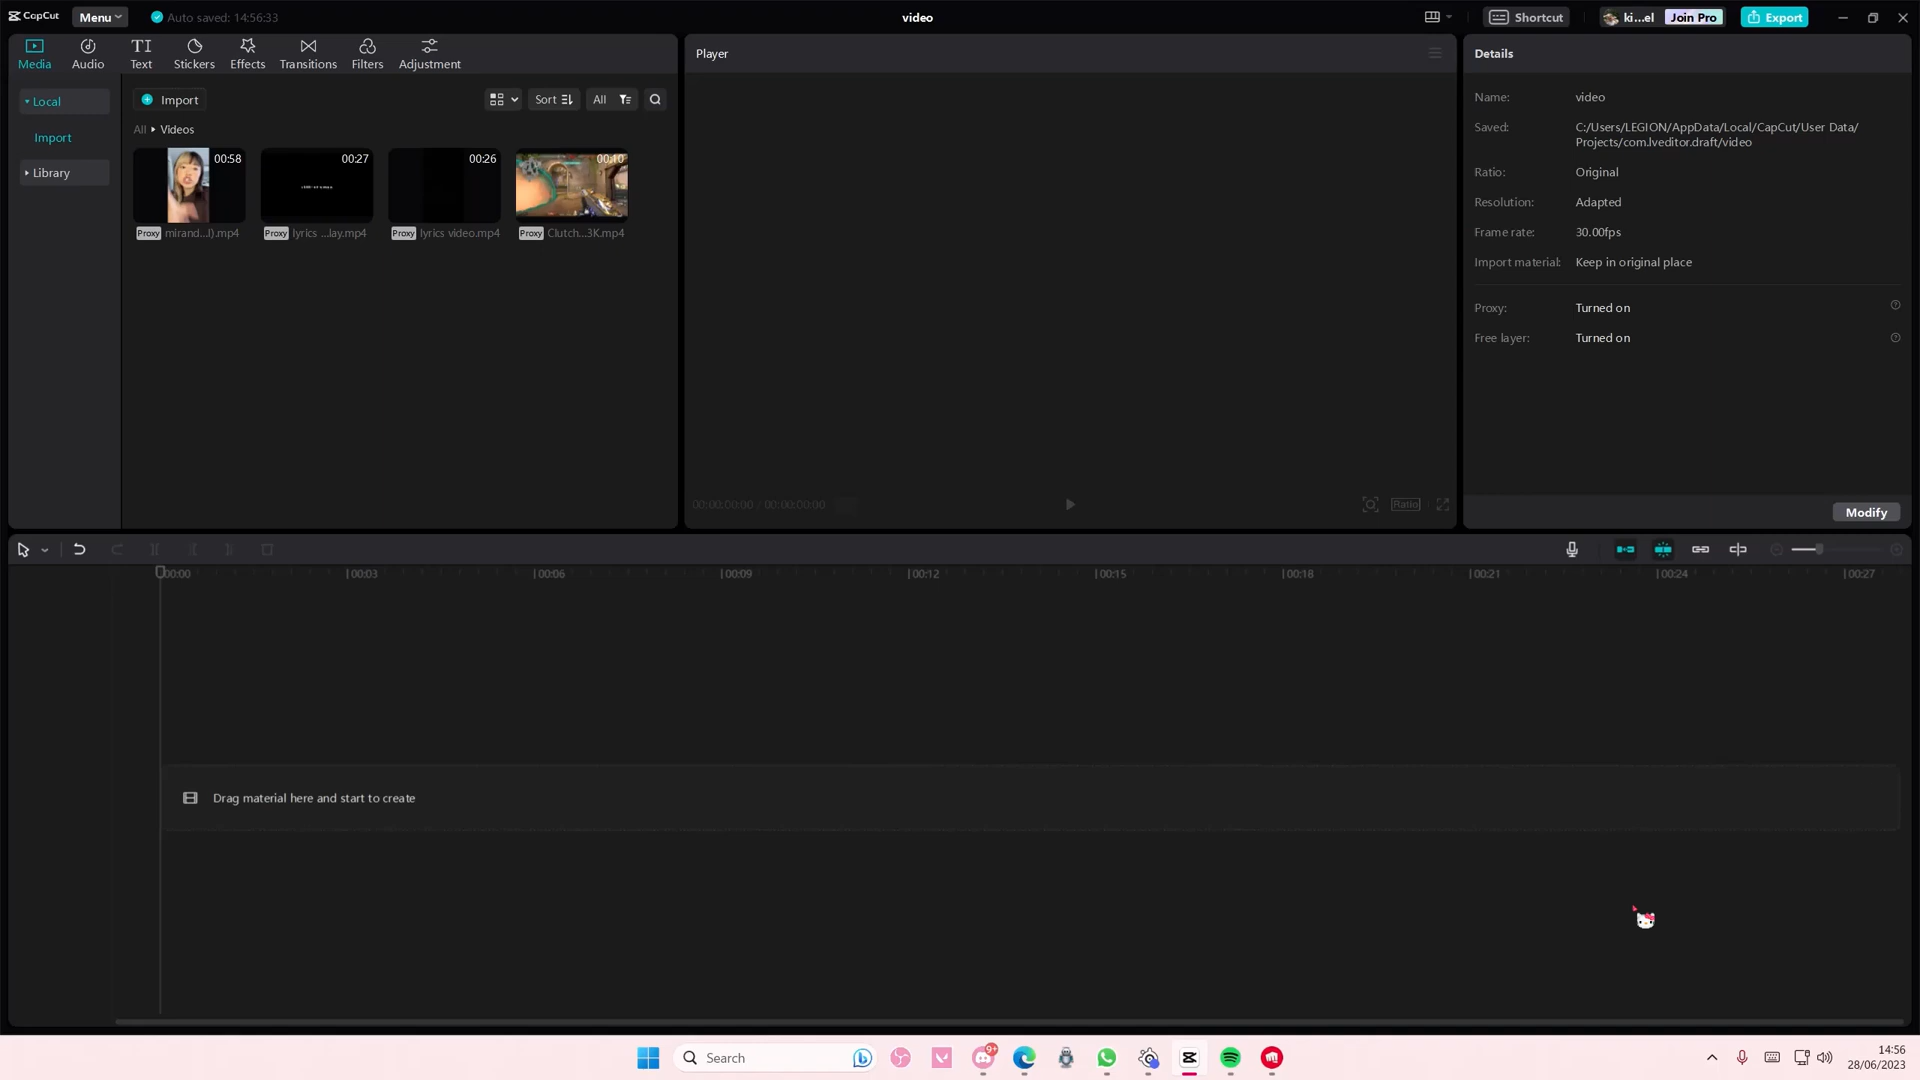 CapCut
Menu
Auto saved: 14:56:33
video
Shortcut
ki...el
Join Pro
Export
Media
Audio
Text
Stickers
Effects
Transitions
Filters
Adjustment
Player
Details
Local
Import
Library
Import
Sort
All
All
Videos
00:58
00:27
00:26
00:10
Proxy
mirand...l).mp4
Proxy
lyrics ...lay.mp4
Proxy
lyrics video.mp4
Proxy
Clutch...3K.mp4
Name:
video
Saved:
C:/Users/LEGION/AppData/Local/CapCut/User Data/
Projects/com.lveditor.draft/video
Ratio:
Original
Resolution:
Adapted
Frame rate:
30.00fps
Import material:
Keep in original place
Proxy:
Turned on
Free layer:
Turned on
00:00:00:00 / 00:00:00:00
Ratio
Modify
00:00
00:03
00:06
00:09
00:12
00:15
00:18
00:21
00:24
00:27
Drag material here and start to create
Search
9+
14:56
28/06/2023